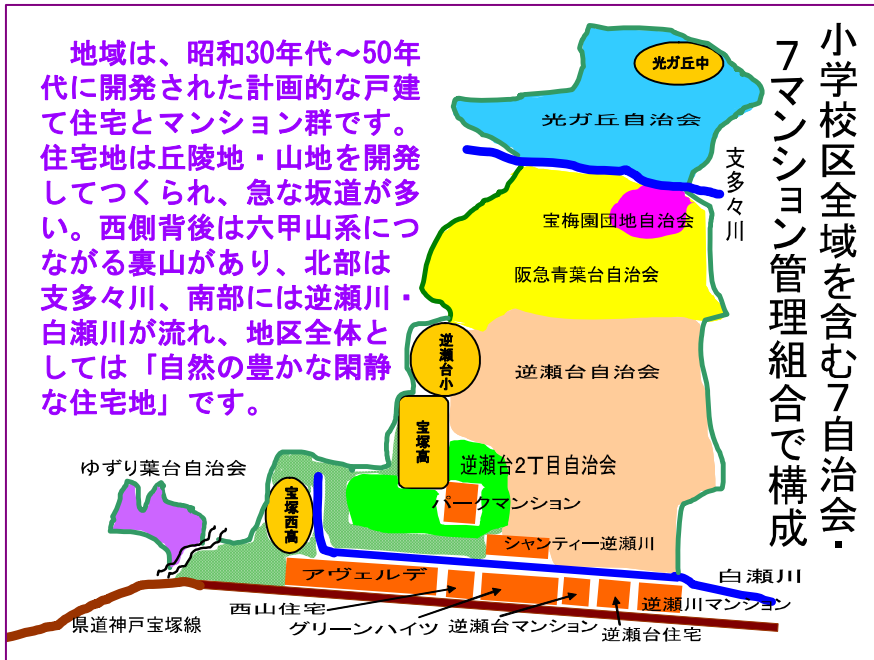 小学校区全域を含む7自治会・
7マンション管理組合で構成
地域は、昭和30年代～50年
代に開発された計画的な戸建
て住宅とマンション群です。
住宅地は丘陵地・山地を開発
してつくられ、急な坂道が多
い。西側背後は六甲山系につ
ながる裏山があり、北部は
支多々川、南部には逆瀬川・
白瀬川が流れ、地区全体と
しては「自然の豊かな閑静
な住宅地」です。
光ガ丘中
光ガ丘自治会
支多々川
宝梅園団地自治会
阪急青葉台自治会
逆瀬台小
逆瀬台自治会
宝塚高
逆瀬台2丁目自治会
ゆずり葉台自治会
宝塚西高
パークマンション
シャンティー逆瀬川
アヴェルデ
白瀬川
西山住宅
逆瀬川マンション
県道神戸宝塚線
グリーンハイツ
逆瀬台マンション
逆瀬台住宅